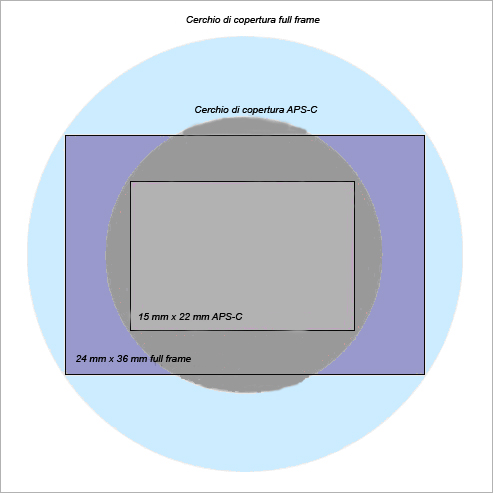 Cerchio di copertura full frame
Cerchio di copertura APS-C
15 mm x 22 mm APS-C
24 mm x 36 mm full frame